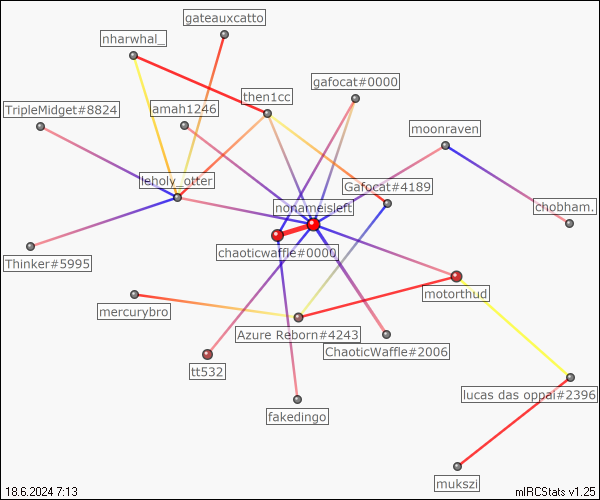 gateauxcatto
nharwhal_
gafocat#0000
then1cc
TripleMidget#8824
amah1246
moonraven
leholy_otter
Gafocat#4189
nonameisleft
chobham.
chaoticwaffle#0000
Thinker#5995
motorthud
mercurybro
Azure Reborn#4243
ChaoticWaffle#2006
tt532
lucas das oppai#2396
fakedingo
mukszi
18.6.2024 7:13
mIRCStats v1.25